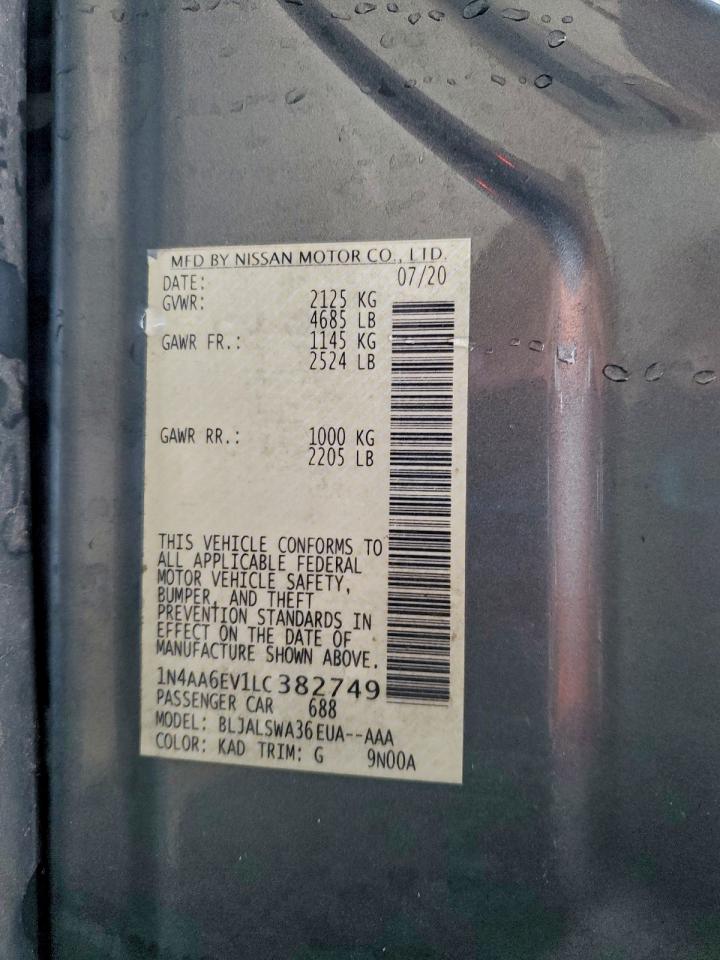 MFD BY NISSAN MOTOR CO., LTD.
DATE: 07/20
GVWR: 2125 KG
4685 LB
GAWR FR.: 1145 KG
2524 LB
GAWR RR.: 1000 KG
2205 LB
THIS VEHICLE CONFORMS TO
ALL APPLICABLE FEDERAL
MOTOR VEHICLE SAFETY,
BUMPER, AND THEFT
PREVENTION STANDARDS IN
EFFECT ON THE DATE OF
MANUFACTURE SHOWN ABOVE.
1N4AA6EV1LC382749
PASSENGER CAR 688
MODEL: BLJALSWA36EUA--AAA
COLOR: KAD TRIM: G 9N00A